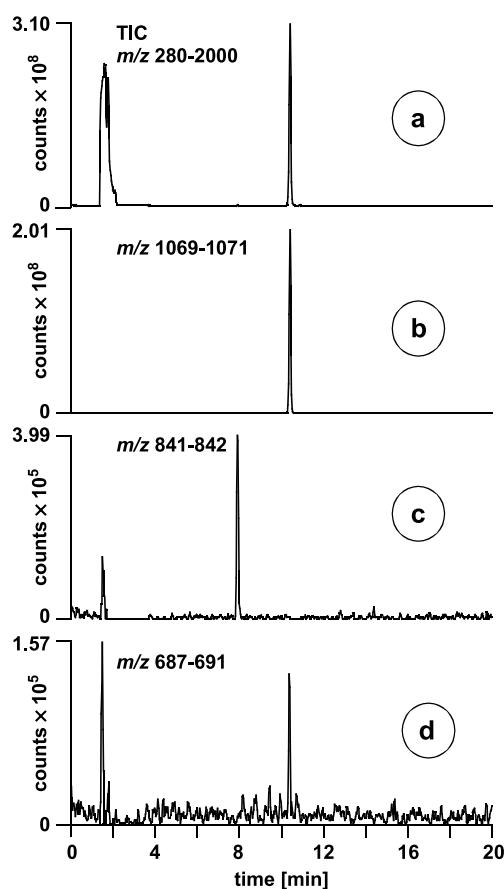 3.10
TIC
m/z 280-2000
counts × 10⁸
a
0
2.01
m/z 1069-1071
counts × 10⁸
b
0
3.99
m/z 841-842
counts × 10⁵
c
0
1.57
m/z 687-691
counts × 10⁵
d
0
0 4 8 12 16 20
time [min]